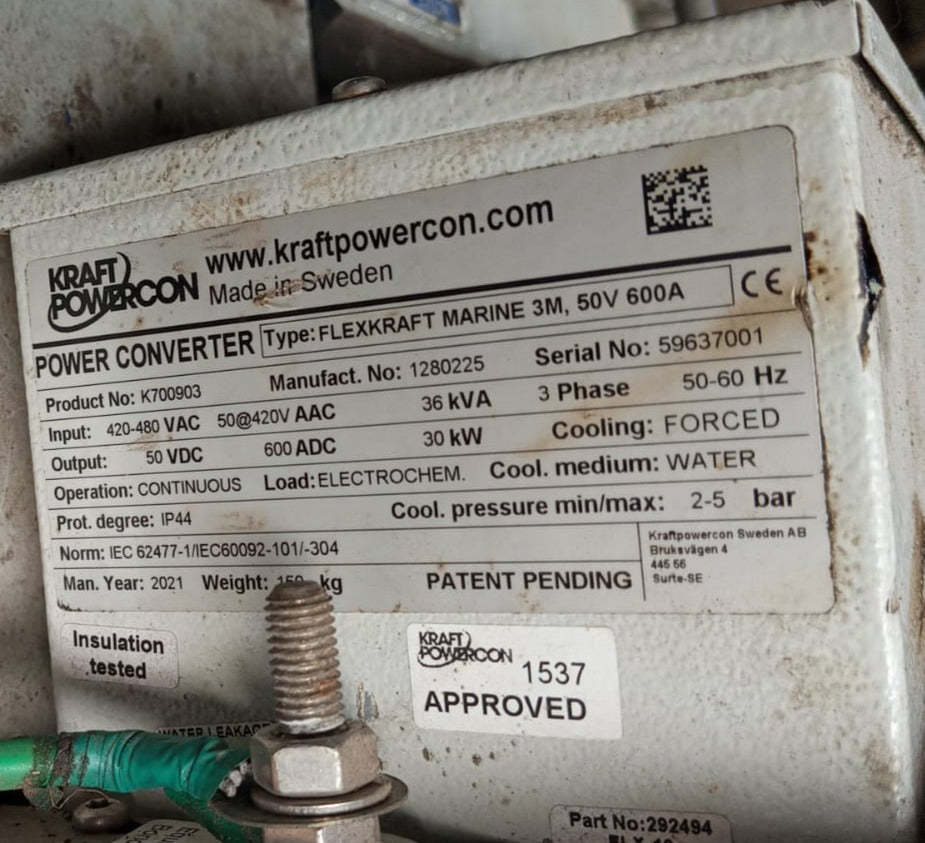 KRAFT POWERCON
www.kraftpowercon.com
Made in Sweden
POWER CONVERTER Type: FLEXKRAFT MARINE 3M, 50V 600A CE
Product No: K700903 Manufact. No: 1280225 Serial No: 59637001
Input: 420-480 VAC 50@420V AAC 36 kVA 3 Phase 50-60 Hz
Output: 50 VDC 600 ADC 30 kW Cooling: FORCED
Operation: CONTINUOUS Load: ELECTROCHEM. Cool. medium: WATER
Prot. degree: IP44 Cool. pressure min/max: 2-5 bar
Norm: IEC 62477-1/IEC60092-101/-304
Man. Year: 2021 Weight: kg PATENT PENDING
Kraftpowercon Sweden AB
Bruksvägen 4
445 56
Surte-SE
Insulation
tested
KRAFT POWERCON 1537
APPROVED
WATER LEAKAGE
Part No:292494